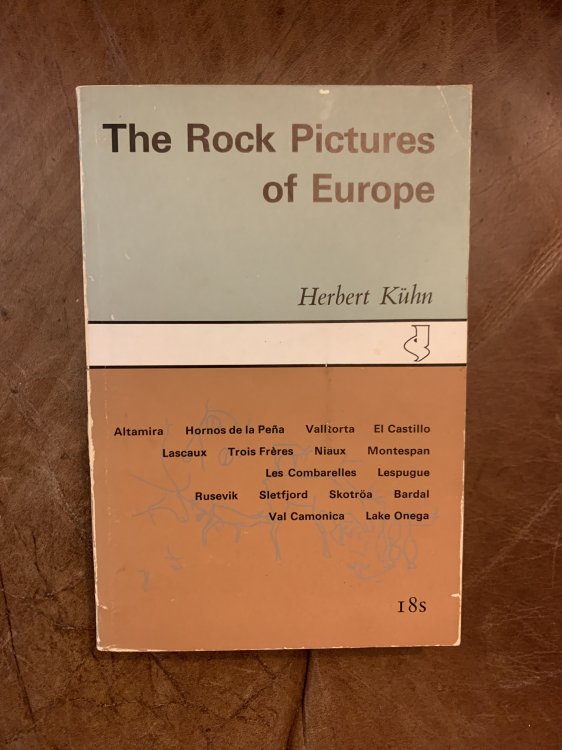 The Rock Pictures
of Europe
Herbert Kühn
Altamira Hornos de la Peña Valltorta El Castillo
Lascaux Trois Frères Niaux Montespan
Les Combarelles Lespugue
Rusevik Sletfjord Skotröa Bardal
Val Camonica Lake Onega
18s